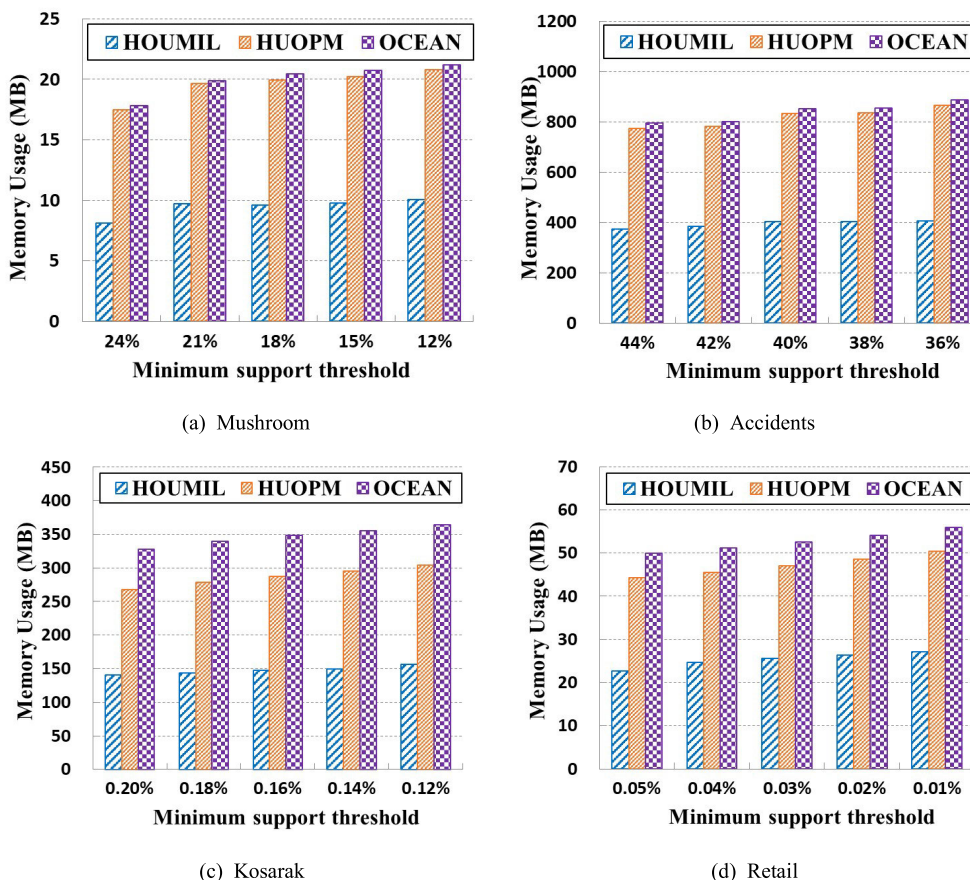 25
20
15
10
5
0
Memory Usage (MB)
HOUMIL HUOPM OCEAN
24% 21% 18% 15% 12%
Minimum support threshold
(a) Mushroom
1200
1000
800
600
400
200
0
Memory Usage (MB)
HOUMIL HUOPM OCEAN
44% 42% 40% 38% 36%
Minimum support threshold
(b) Accidents
450
400
350
300
250
200
150
100
50
0
Memory Usage (MB)
HOUMIL HUOPM OCEAN
0.20% 0.18% 0.16% 0.14% 0.12%
Minimum support threshold
(c) Kosarak
70
60
50
40
30
20
10
0
Memory Usage (MB)
HOUMIL HUOPM OCEAN
0.05% 0.04% 0.03% 0.02% 0.01%
Minimum support threshold
(d) Retail